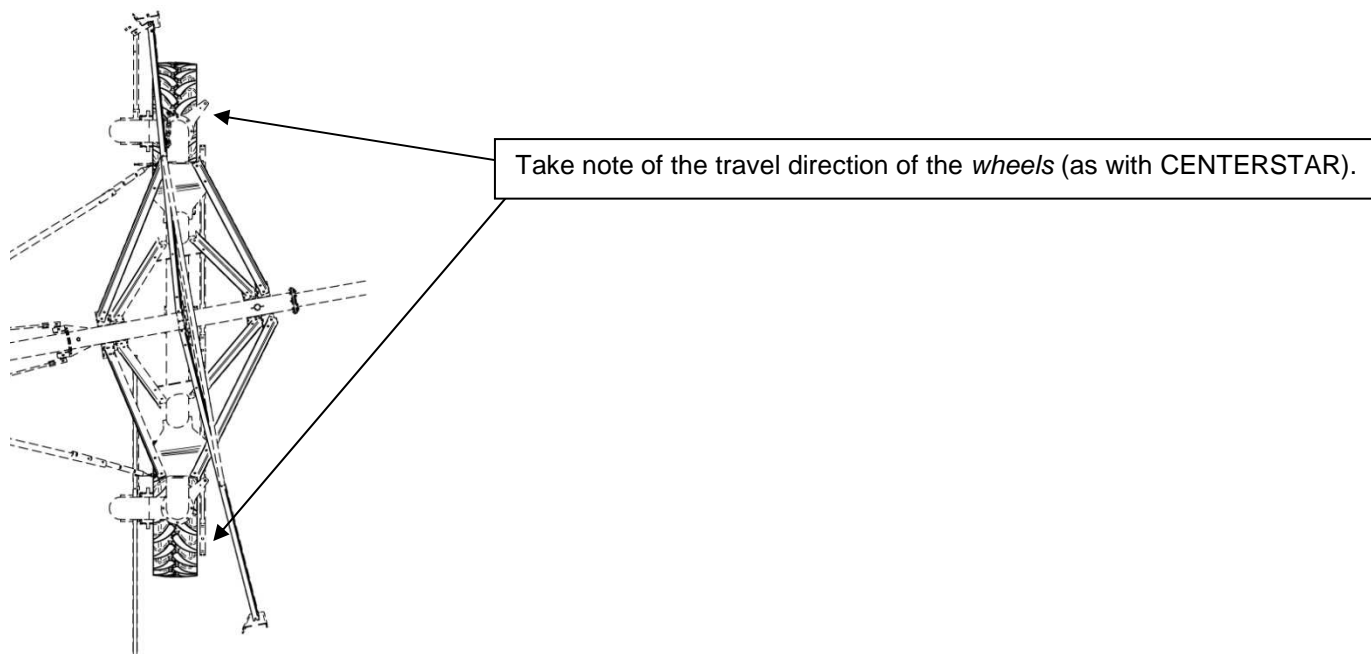 Take note of the travel direction of the wheels (as with CENTERSTAR).